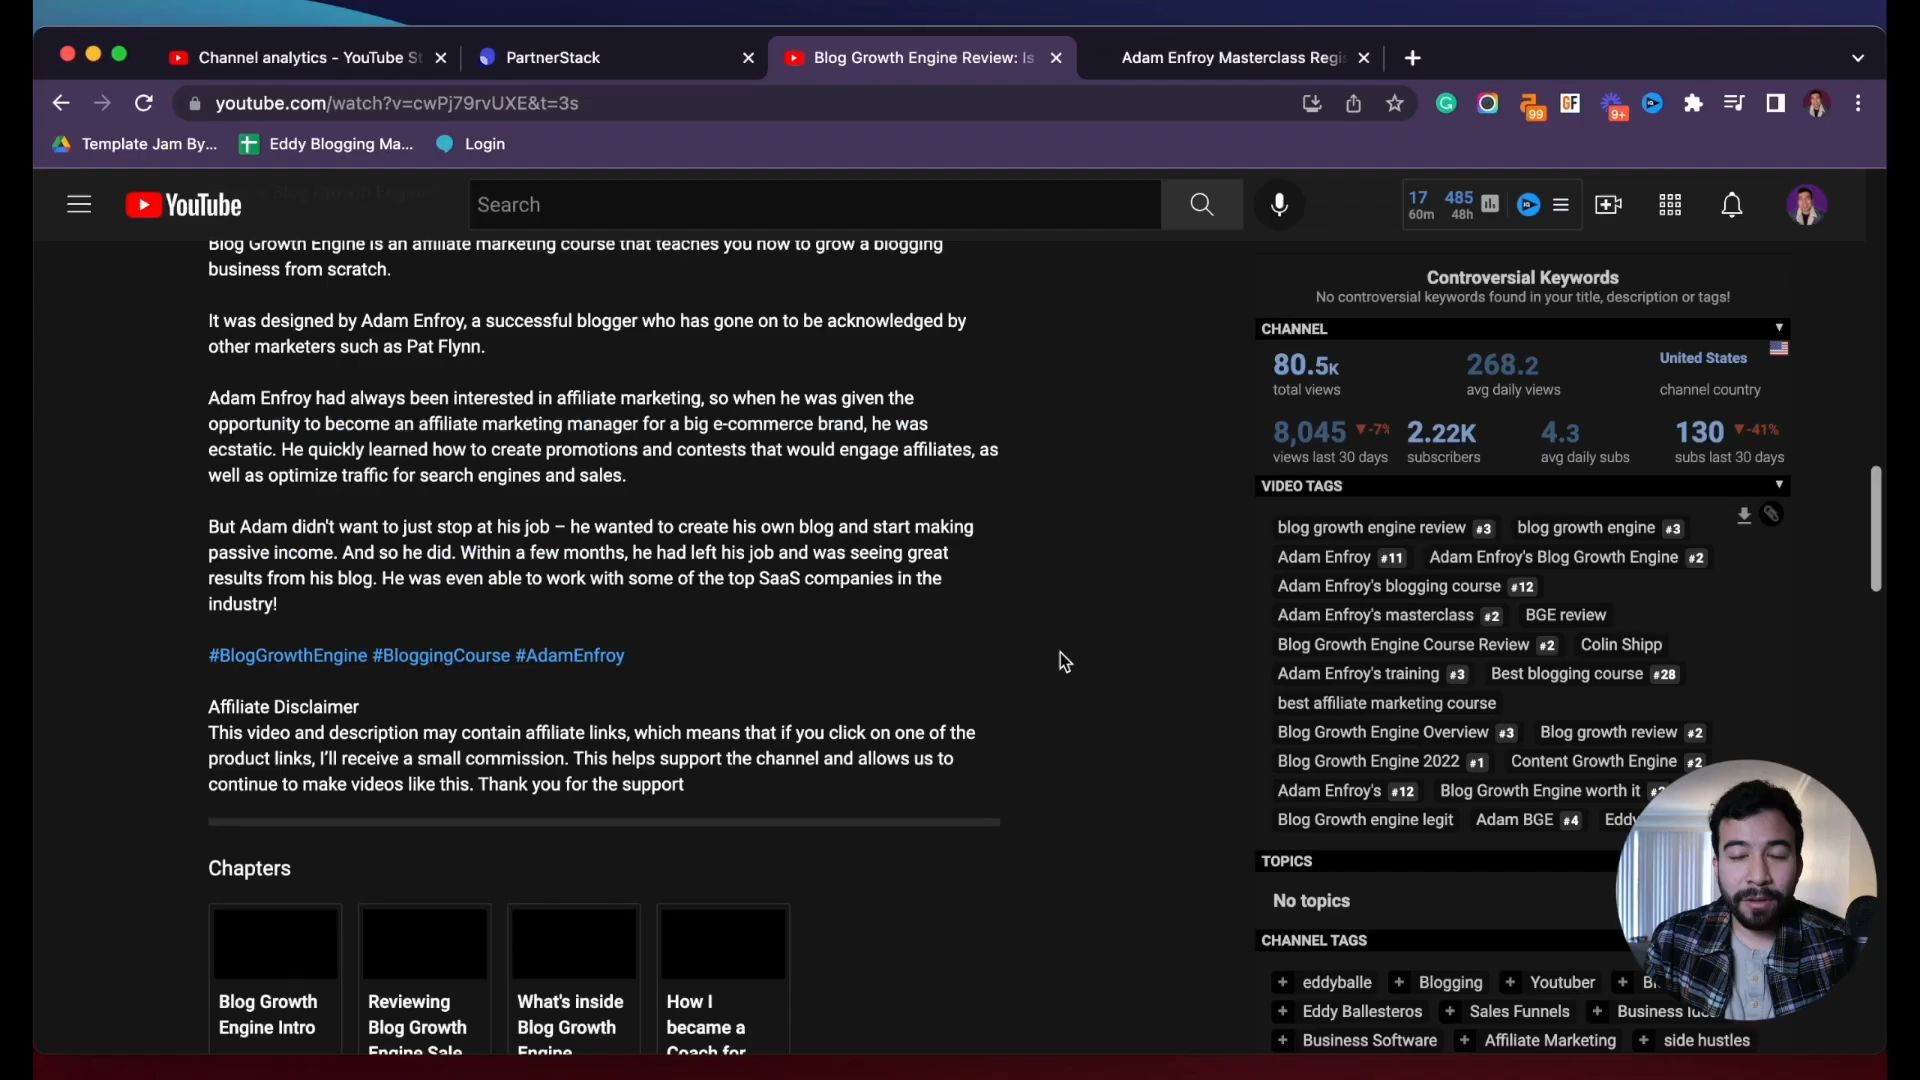 Channel analytics - YouTube St
PartnerStack
Blog Growth Engine Review: Is
Adam Enfroy Masterclass Regi
youtube.com/watch?v=cwPj79rvUXE&t=3s
99
GF
9+
Template Jam By...
Eddy Blogging Ma...
Login
YouTube
Search
17
60m
485
48h
Blog Growth Engine is an affiliate marketing course that teaches you how to grow a blogging
business from scratch.
It was designed by Adam Enfroy, a successful blogger who has gone on to be acknowledged by
other marketers such as Pat Flynn.
Adam Enfroy had always been interested in affiliate marketing, so when he was given the
opportunity to become an affiliate marketing manager for a big e-commerce brand, he was
ecstatic. He quickly learned how to create promotions and contests that would engage affiliates, as
well as optimize traffic for search engines and sales.
But Adam didn't want to just stop at his job – he wanted to create his own blog and start making
passive income. And so he did. Within a few months, he had left his job and was seeing great
results from his blog. He was even able to work with some of the top SaaS companies in the
industry!
#BlogGrowthEngine #BloggingCourse #AdamEnfroy
Affiliate Disclaimer
This video and description may contain affiliate links, which means that if you click on one of the
product links, I'll receive a small commission. This helps support the channel and allows us to
continue to make videos like this. Thank you for the support
Chapters
Blog Growth
Engine Intro
Reviewing
Blog Growth
Engine Sale
What's inside
Blog Growth
Engine
How I
became a
Coach for
Controversial Keywords
No controversial keywords found in your title, description or tags!
CHANNEL
80.5K
total views
268.2
avg daily views
United States
channel country
8,045 ▼-7%
views last 30 days
2.22K
subscribers
4.3
avg daily subs
130 ▼-41%
subs last 30 days
VIDEO TAGS
blog growth engine review #3 blog growth engine #3
Adam Enfroy #11 Adam Enfroy's Blog Growth Engine #2
Adam Enfroy's blogging course #12
Adam Enfroy's masterclass #2 BGE review
Blog Growth Engine Course Review #2 Colin Shipp
Adam Enfroy's training #3 Best blogging course #28
best affiliate marketing course
Blog Growth Engine Overview #3 Blog growth review #2
Blog Growth Engine 2022 #1 Content Growth Engine #2
Adam Enfroy's #12 Blog Growth Engine worth it
Blog Growth engine legit Adam BGE #4 Eddy
TOPICS
No topics
CHANNEL TAGS
+ eddyballe + Blogging + Youtuber +
+ Eddy Ballesteros + Sales Funnels + Business
+ Business Software + Affiliate Marketing + side hustles